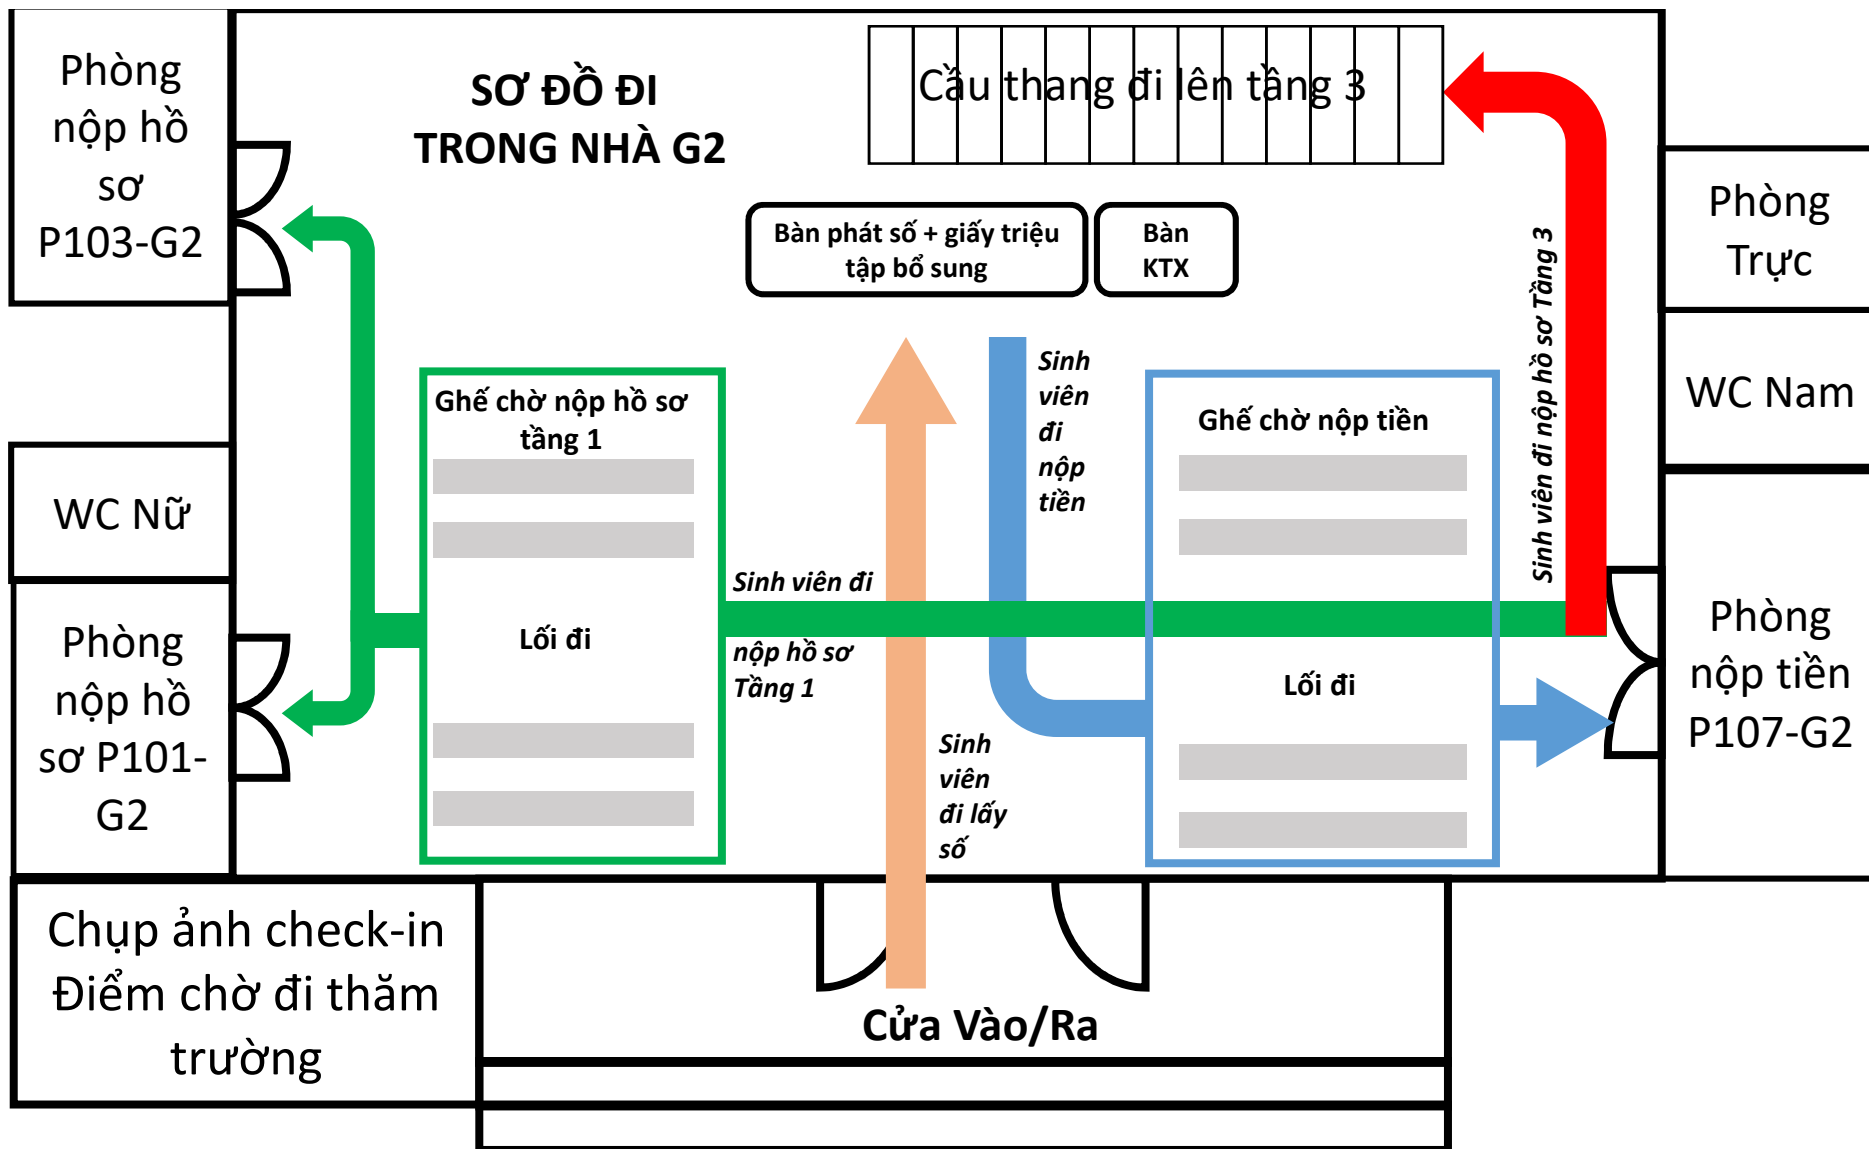 SƠ ĐỒ ĐI
TRONG NHÀ G2
Phòng
nộp hồ
sơ
P103-G2
Cầu thang đi lên tầng 3
Bàn phát số + giấy triệu
tập bổ sung
Bàn
KTX
Phòng
Trực
Sinh viên đi nộp hồ sơ Tầng 3
WC Nam
Ghế chờ nộp hồ sơ
tầng 1
Lối đi
Sinh
viên
đi
nộp
tiền
Ghế chờ nộp tiền
Lối đi
WC Nữ
Sinh viên đi
nộp hồ sơ
Tầng 1
Phòng
nộp hồ
sơ P101-
G2
Phòng
nộp tiền
P107-G2
Sinh
viên
đi lấy
số
Chụp ảnh check-in
Điểm chờ đi thăm
trường
Cửa Vào/Ra